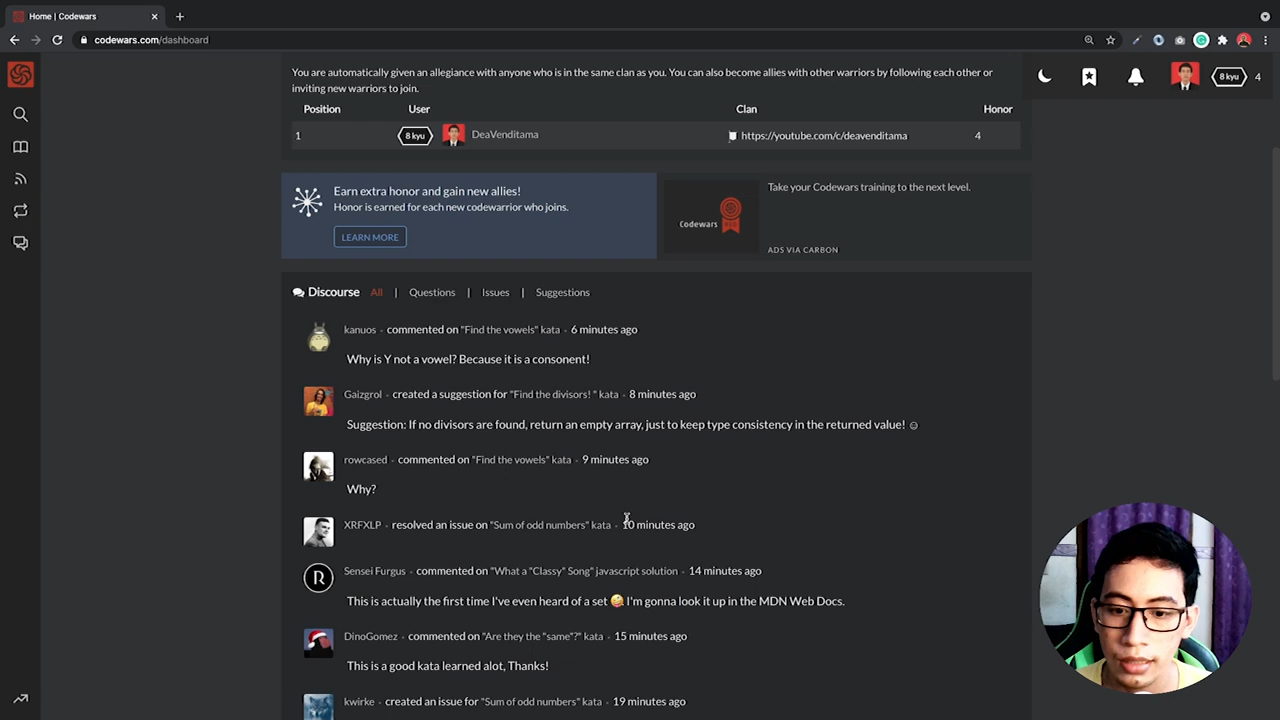 Home | Codewars
codewars.com/dashboard
You are automatically given an allegiance with anyone who is in the same clan as you. You can also become allies with other warriors by following each other or
inviting new warriors to join.
8 kyu 4
Position User Clan Honor
1 8 kyu DeaVenditama https://youtube.com/c/deavenditama 4
Earn extra honor and gain new allies!
Honor is earned for each new codewarrior who joins.
LEARN MORE
Codewars
Take your Codewars training to the next level.
ADS VIA CARBON
Discourse All | Questions | Issues | Suggestions
kanuos • commented on "Find the vowels" kata • 6 minutes ago
Why is Y not a vowel? Because it is a consonent!
Gaizgrol • created a suggestion for "Find the divisors!" kata • 8 minutes ago
Suggestion: If no divisors are found, return an empty array, just to keep type consistency in the returned value! ☺
rowcased • commented on "Find the vowels" kata • 9 minutes ago
Why?
XRFXLP • resolved an issue on "Sum of odd numbers" kata • 10 minutes ago
R
Sensei Furgus • commented on "What a "Classy" Song" javascript solution • 14 minutes ago
This is actually the first time I've even heard of a set 🤪 I'm gonna look it up in the MDN Web Docs.
DinoGomez • commented on "Are they the "same"?" kata • 15 minutes ago
This is a good kata learned alot, Thanks!
kwirke • created an issue for "Sum of odd numbers" kata • 19 minutes ago